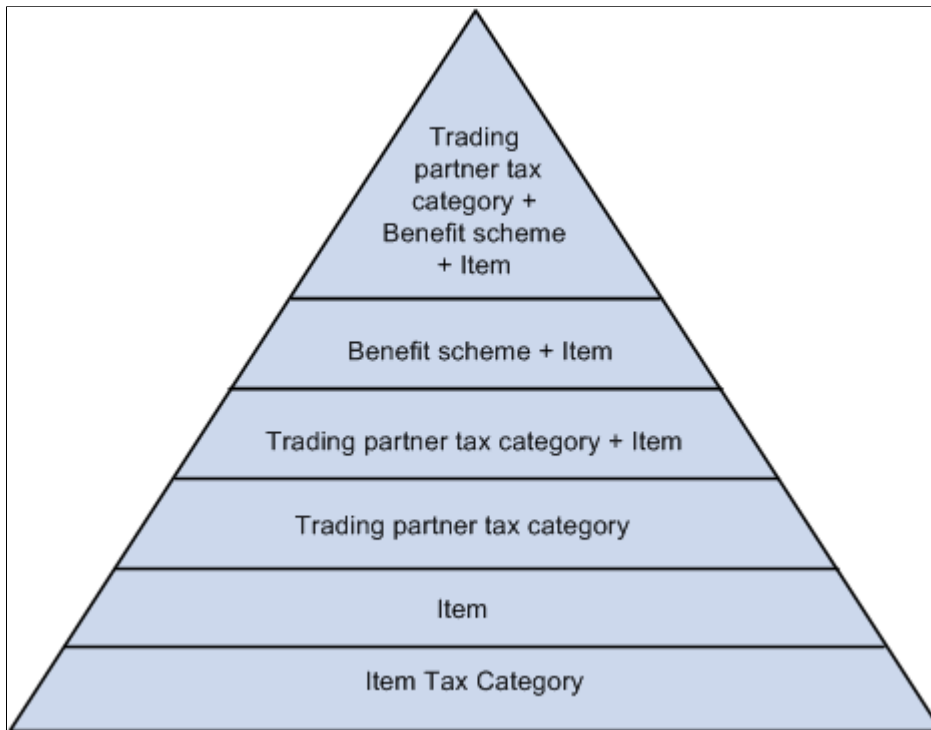 Trading
partner tax
category +
Benefit scheme
+ Item
Benefit scheme + Item
Trading partner tax category + Item
Trading partner tax category
Item
Item Tax Category